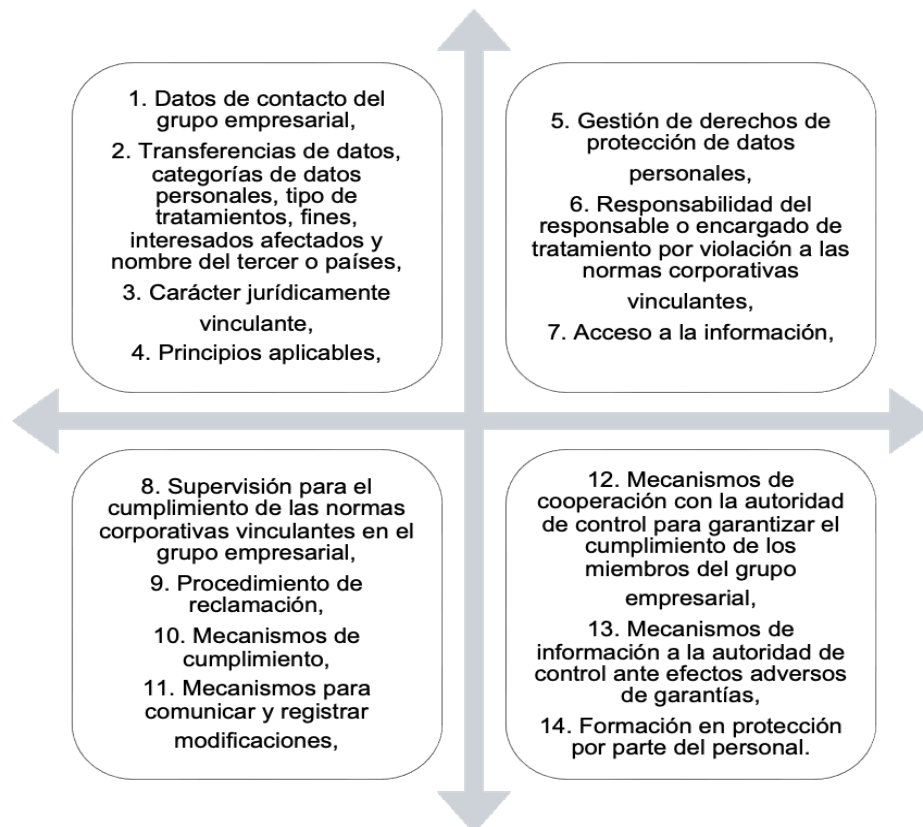 1. Datos de contacto del
grupo empresarial,
2. Transferencias de datos,
categorías de datos
personales, tipo de
tratamientos, fines,
interesados afectados y
nombre del tercer o países,
3. Carácter jurídicamente
vinculante,
4. Principios aplicables,
5. Gestión de derechos de
protección de datos
personales,
6. Responsabilidad del
responsable o encargado de
tratamiento por violación a las
normas corporativas
vinculantes,
7. Acceso a la información,
8. Supervisión para el
cumplimiento de las normas
corporativas vinculantes en el
grupo empresarial,
9. Procedimiento de
reclamación,
10. Mecanismos de
cumplimiento,
11. Mecanismos para
comunicar y registrar
modificaciones,
12. Mecanismos de
cooperación con la autoridad
de control para garantizar el
cumplimiento de los
miembros del grupo
empresarial,
13. Mecanismos de
información a la autoridad de
control ante efectos adversos
de garantías,
14. Formación en protección
por parte del personal.